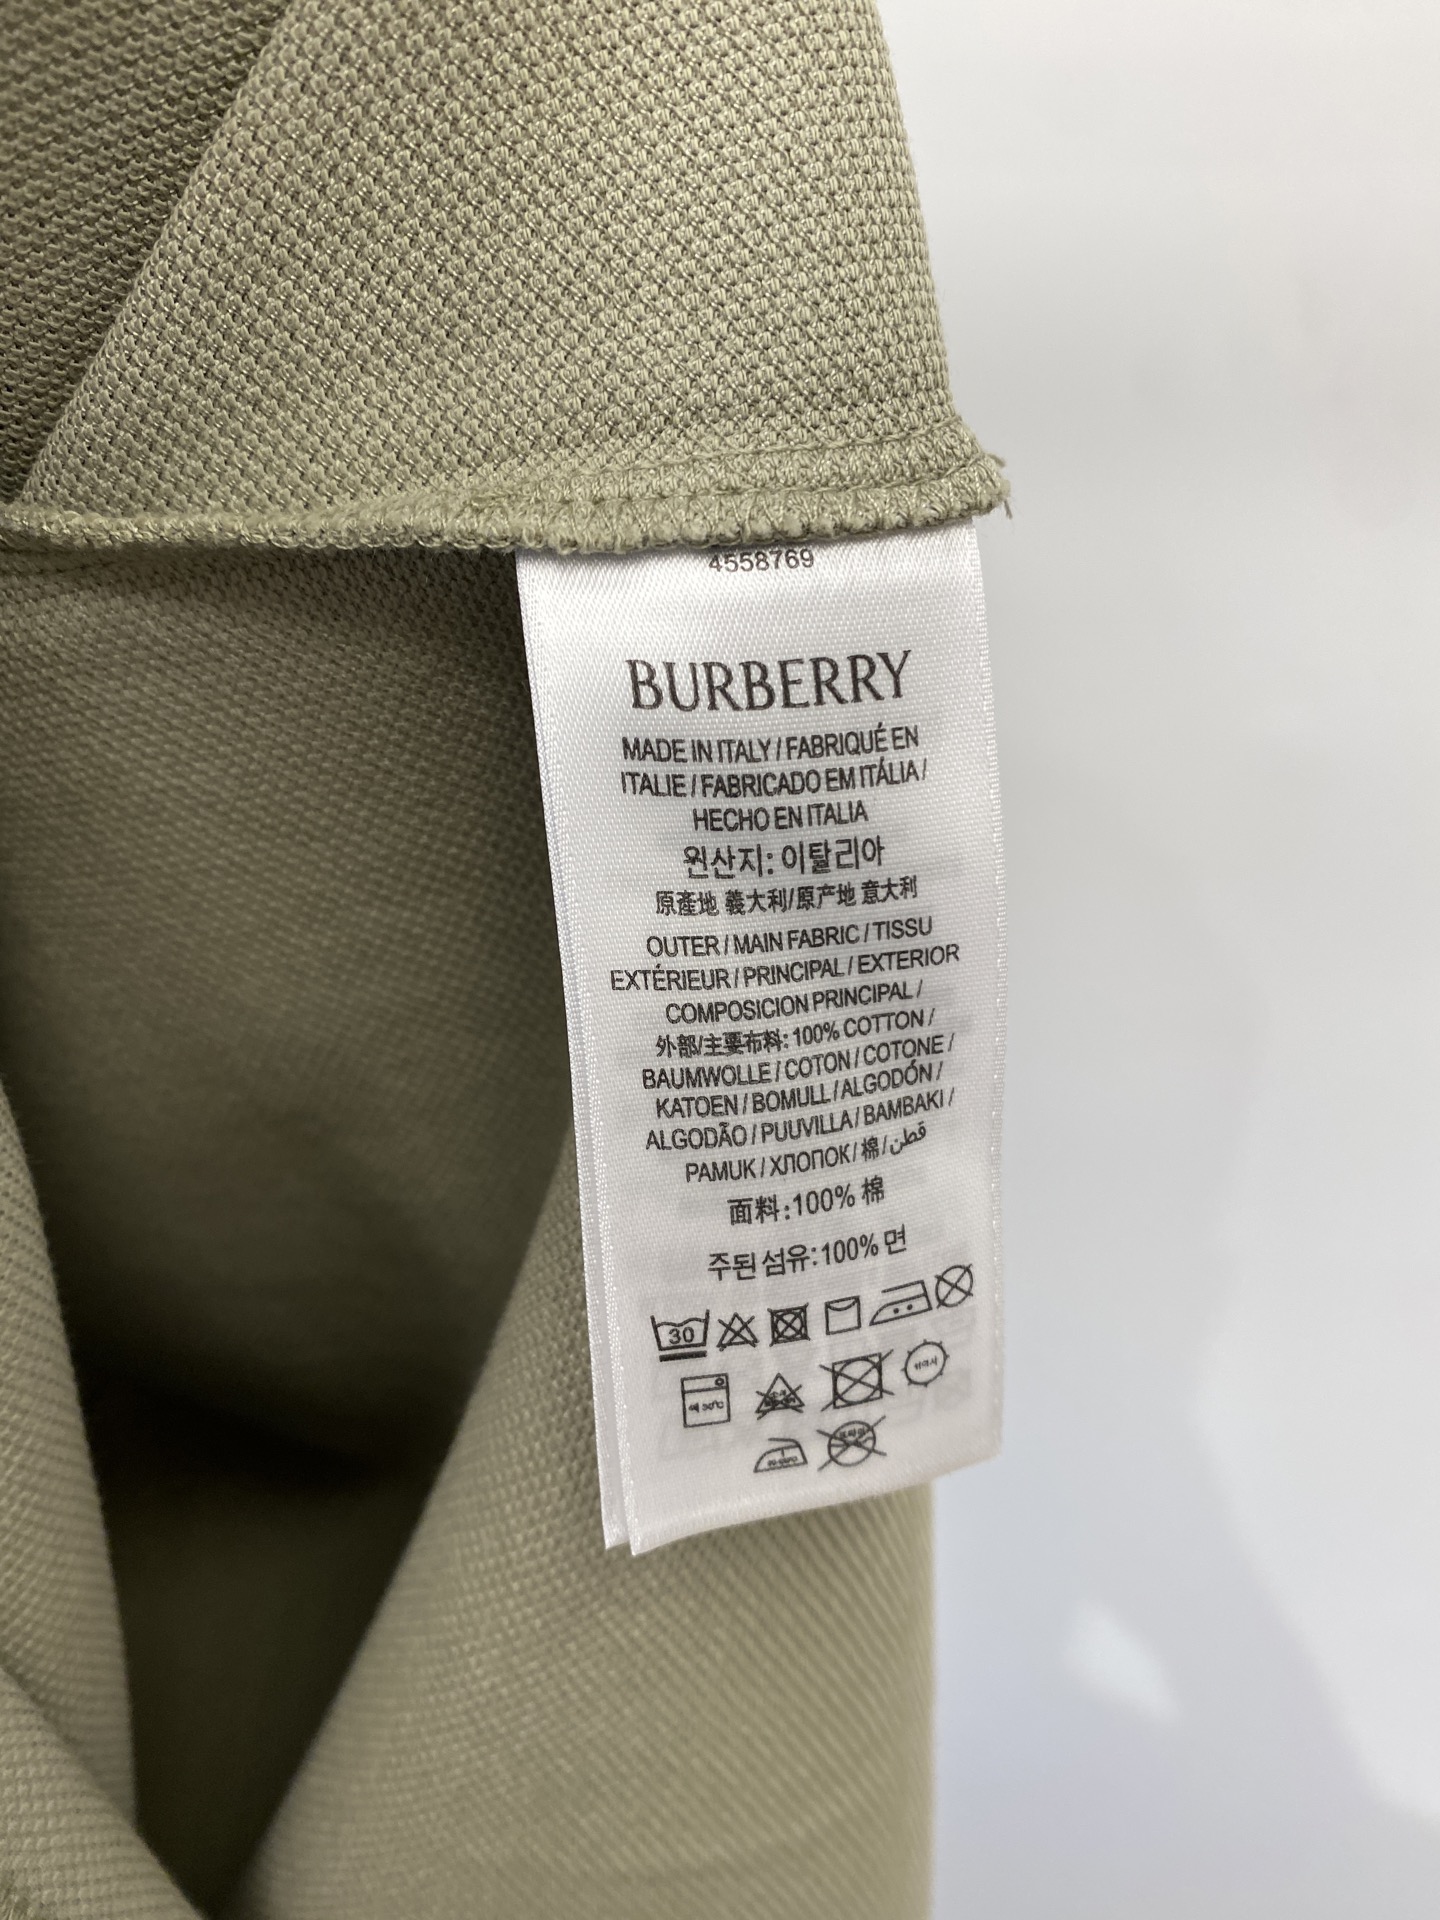 4558769
BURBERRY
MADE IN ITALY / FABRIQUÉ EN
ITALIE / FABRICADO EM ITÁLIA /
HECHO EN ITALIA
원산지: 이탈리아
原產地 義大利/原产地 意大利
OUTER / MAIN FABRIC / TISSU
EXTÉRIEUR / PRINCIPAL / EXTERIOR
COMPOSICION PRINCIPAL /
外部/主要布料: 100% COTTON /
BAUMWOLLE / COTON / COTONE /
KATOEN / BOMULL / ALGODÓN /
ALGODÃO / PUUVILLA / BAMBAKI /
PAMUK / ХЛОПОК / 棉 / قطن
面料:100% 棉
주된 섬유:100% 면
30
30℃